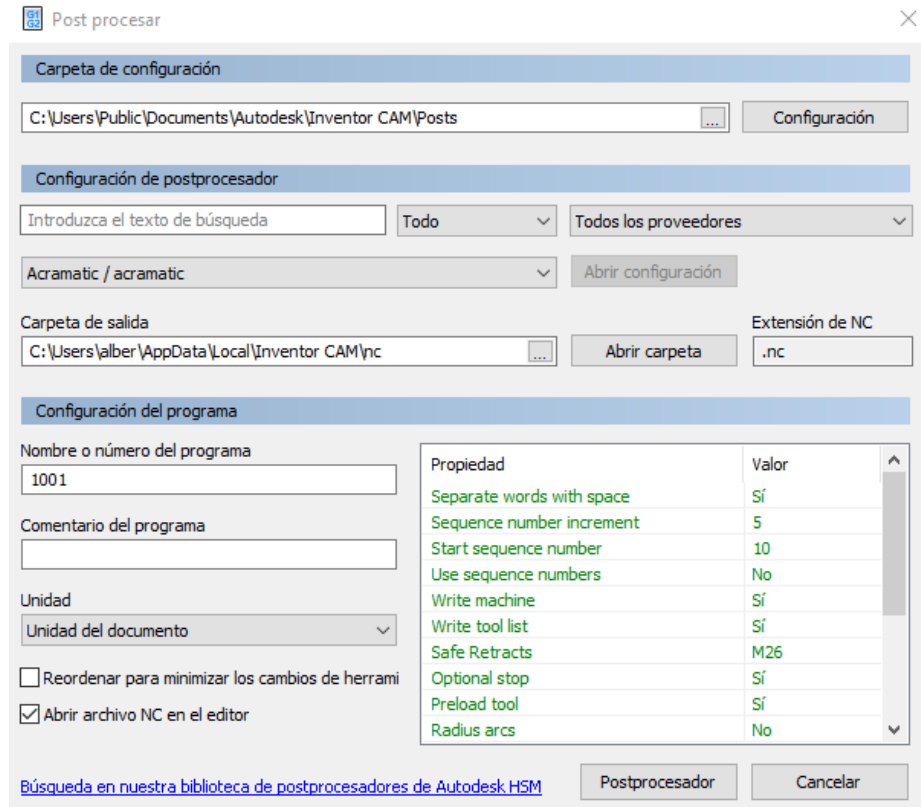 G1
G2
Post procesar
Carpeta de configuración
C:\Users\Public\Documents\Autodesk\Inventor CAM\Posts
...
Configuración
Configuración de postprocesador
Introduzca el texto de búsqueda
Todo
Todos los proveedores
Acramatic / acramatic
Abrir configuración
Carpeta de salida
Extensión de NC
C:\Users\alber\AppData\Local\Inventor CAM\nc
...
Abrir carpeta
.nc
Configuración del programa
Nombre o número del programa
1001
Comentario del programa
Unidad
Unidad del documento
Reordenar para minimizar los cambios de herrami
Abrir archivo NC en el editor
Propiedad Valor
Separate words with space Sí
Sequence number increment 5
Start sequence number 10
Use sequence numbers No
Write machine Sí
Write tool list Sí
Safe Retracts M26
Optional stop Sí
Preload tool Sí
Radius arcs No
Búsqueda en nuestra biblioteca de postprocesadores de Autodesk HSM
Postprocesador
Cancelar